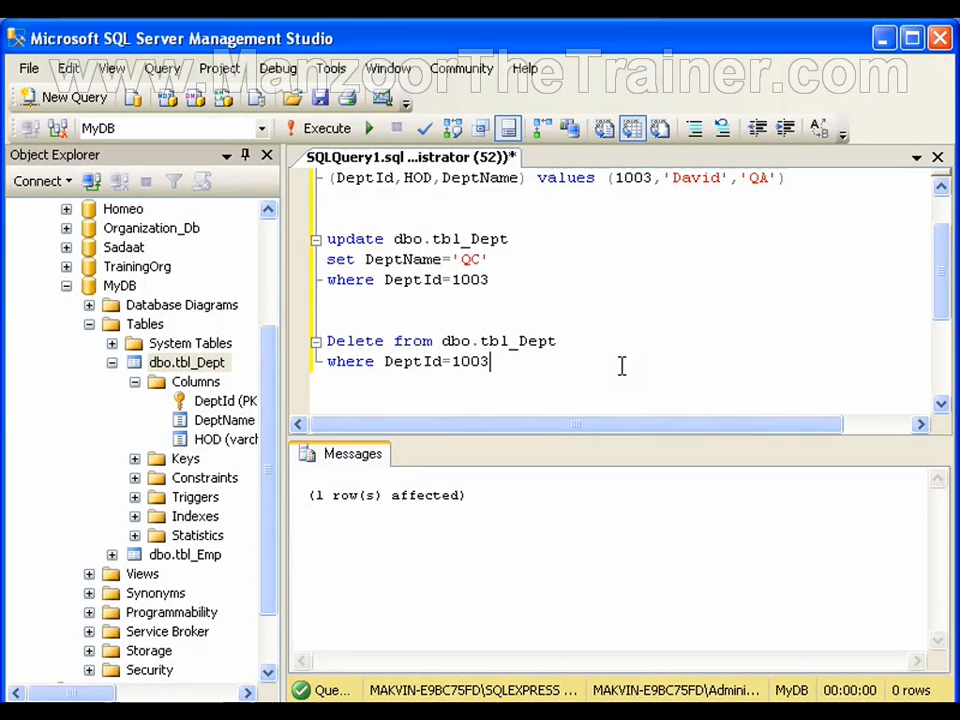 Microsoft SQL Server Management Studio
www.ManzoorTheTrainer.com
File Edit View Query Project Debug Tools Window Community Help
New Query
MyDB Execute
Object Explorer
SQLQuery1.sql ...istrator (52))*
Connect
(DeptId,HOD,DeptName) values (1003,'David','QA')
Homeo
Organization_Db
Sadaat
TrainingOrg
MyDB
Database Diagrams
Tables
System Tables
dbo.tbl_Dept
Columns
DeptId (PK
DeptName
HOD (varch
Keys
Constraints
Triggers
Indexes
Statistics
dbo.tbl_Emp
Views
Synonyms
Programmability
Service Broker
Storage
Security
update dbo.tbl_Dept
set DeptName='QC'
where DeptId=1003
Delete from dbo.tbl_Dept
where DeptId=1003
Messages
(1 row(s) affected)
Que... MAKVIN-E9BC75FD\SQLEXPRESS ... MAKVIN-E9BC75FD\Admini... MyDB 00:00:00 0 rows